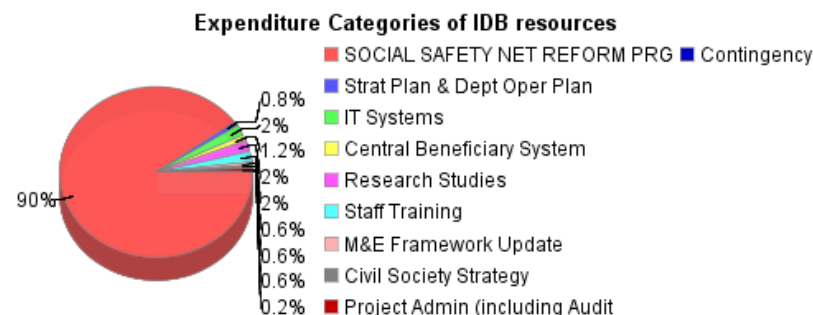 Expenditure Categories of IDB resources
SOCIAL SAFETY NET REFORM PRG Contingency
Strat Plan & Dept Oper Plan
IT Systems
Central Beneficiary System
Research Studies
Staff Training
M&E Framework Update
Civil Society Strategy
Project Admin (including Audit
90%
0.8%
2%
1.2%
2%
2%
0.6%
0.6%
0.6%
0.2%